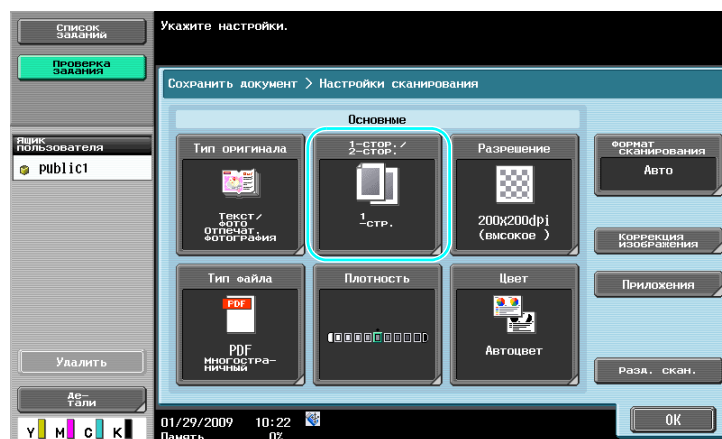 Список
заданий
Укажите настройки.
Проверка
задания
Сохранить документ > Настройки сканирования
Основные
Ящик
пользователя
public1
Тип оригинала
1-стор./
2-стор.
Разрешение
Формат
сканирования
Авто
Текст/
фото
Отпечат.
фотография
1
-стр.
200x200dpi
(высокое )
Коррекция
изображения
Тип файла
Плотность
Цвет
Приложения
PDF
PDF
многостра-
ничный
Автоцвет
Удалить
Разд. скан.
Де-
тали
01/29/2009 10:22
OK
Y M C K
Память 0%